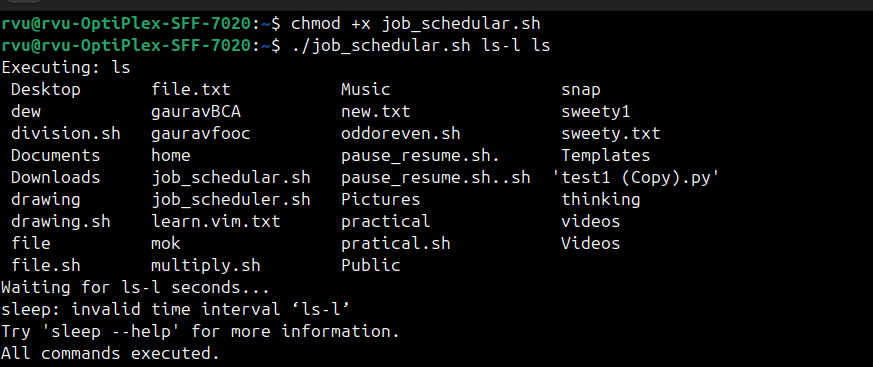 rvu@rvu-OptiPlex-SFF-7020:~$ chmod +x job_schedular.sh
rvu@rvu-OptiPlex-SFF-7020:~$ ./job_schedular.sh ls-l ls
Executing: ls
Desktop file.txt Music snap
dew gauravBCA new.txt sweety1
division.sh gauravfooc oddoreven.sh sweety.txt
Documents home pause_resume.sh. Templates
Downloads job_schedular.sh pause_resume.sh..sh 'test1 (Copy).py'
drawing job_scheduler.sh Pictures thinking
drawing.sh learn.vim.txt practical videos
file mok pratical.sh Videos
file.sh multiply.sh Public
Waiting for ls-l seconds...
sleep: invalid time interval ‘ls-l’
Try 'sleep --help' for more information.
All commands executed.